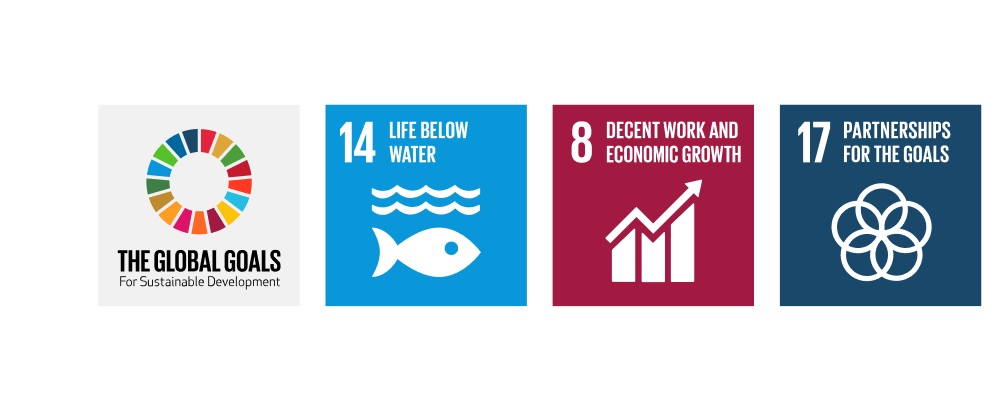 THE GLOBAL GOALS
For Sustainable Development
14 LIFE BELOW
WATER
8 DECENT WORK AND
ECONOMIC GROWTH
17 PARTNERSHIPS
FOR THE GOALS